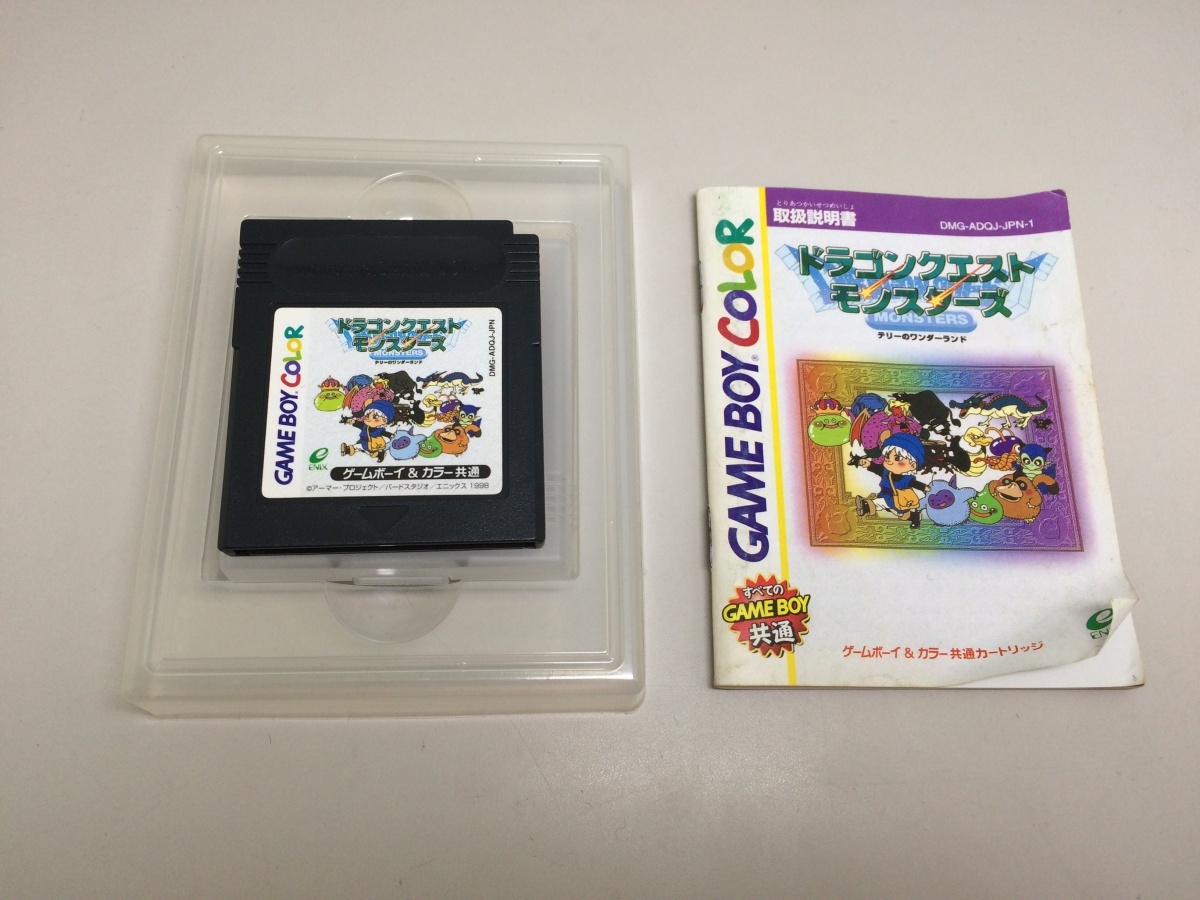 GAME BOY COLOR
ドラゴンクエスト
モンスターズ
MONSTERS
テリーのワンダーランド
DMG-ADQJ-JPN
ENIX
ゲームボーイ & カラー共通
©アーマー・プロジェクト/バードスタジオ/エニックス 1998
とりあつかいせつめいしょ
取扱説明書
DMG-ADQJ-JPN-1
GAME BOY® COLOR
ドラゴンクエスト
モンスターズ
MONSTERS
テリーのワンダーランド
すべての
GAME BOY
共通
ENIX
ゲームボーイ & カラー共通カートリッジ